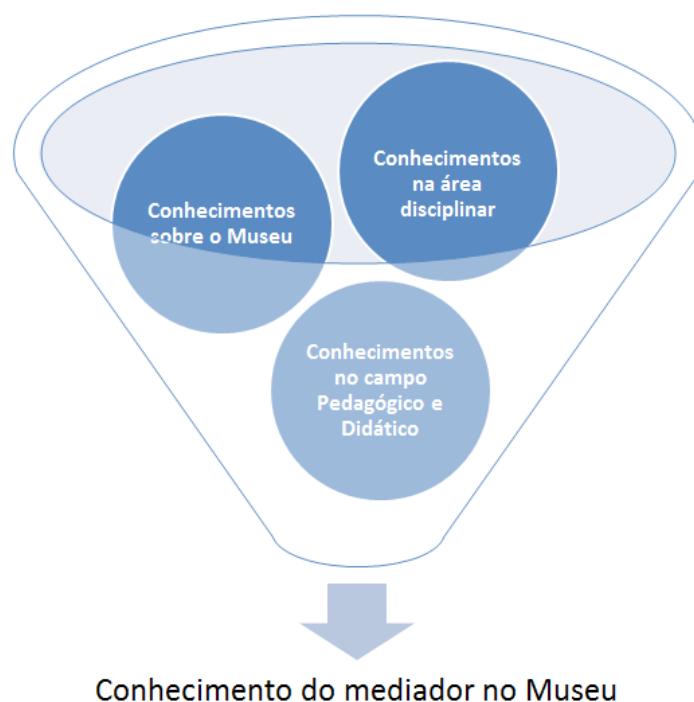 Conhecimentos
na área
disciplinar
Conhecimentos
sobre o Museu
Conhecimentos
no campo
Pedagógico e
Didático
Conhecimento do mediador no Museu